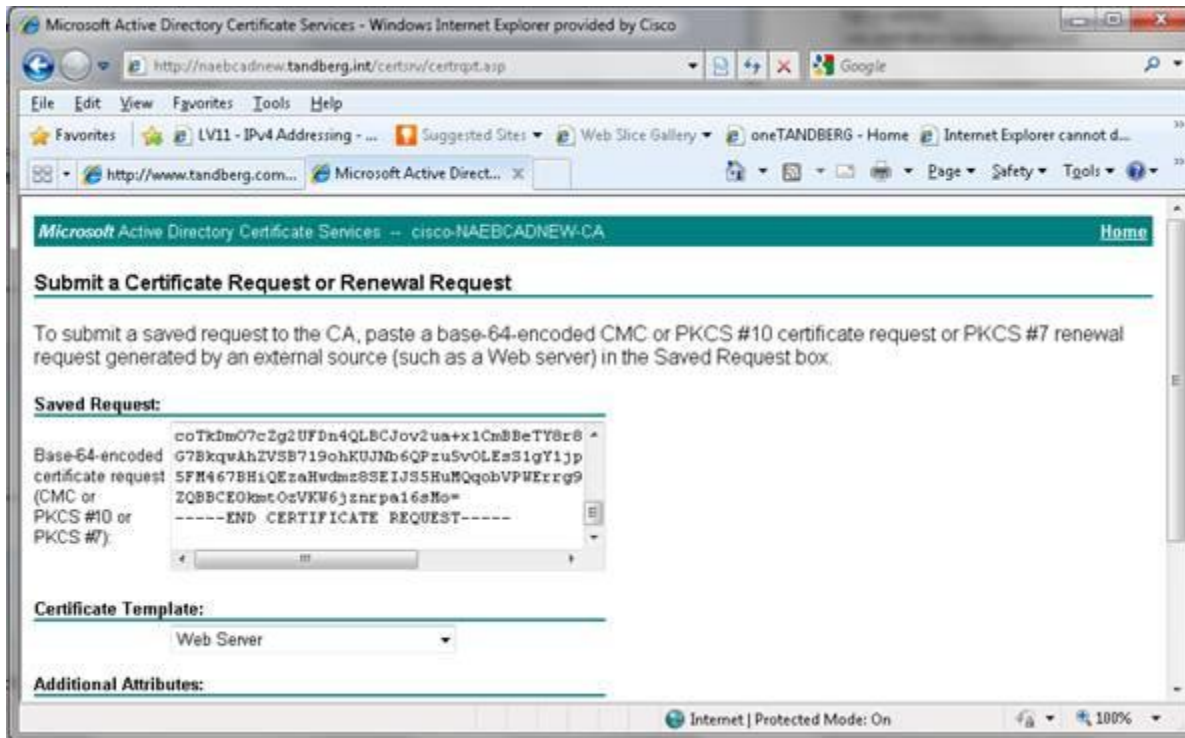 Microsoft Active Directory Certificate Services - Windows Internet Explorer provided by Cisco
http://naebcadnew.tandberg.int/certsrv/certrqxt.asp
Google
File Edit View Favorites Tools Help
Favorites LV11 - IPv4 Addressing - ... Suggested Sites Web Slice Gallery oneTANDBERG - Home Internet Explorer cannot d...
http://www.tandberg.com... Microsoft Active Direct... Page Safety Tools
Microsoft Active Directory Certificate Services -- cisco-NAEBCADNEW-CA Home
Submit a Certificate Request or Renewal Request
To submit a saved request to the CA, paste a base-64-encoded CMC or PKCS #10 certificate request or PKCS #7 renewal
request generated by an external source (such as a Web server) in the Saved Request box.
Saved Request:
Base-64-encoded
certificate request
(CMC or
PKCS #10 or
PKCS #7):
-----END CERTIFICATE REQUEST-----
Certificate Template:
Web Server
Additional Attributes:
Internet | Protected Mode: On 100%